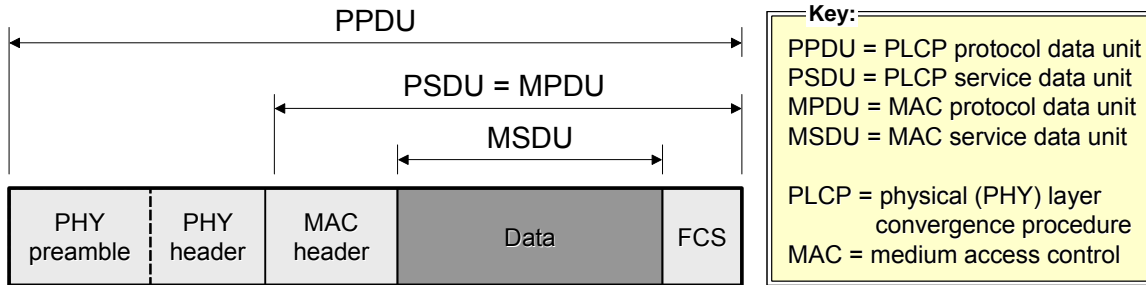 PPDU
PSDU = MPDU
MSDU
PHY
preamble
PHY
header
MAC
header
Data
FCS
Key:
PPDU = PLCP protocol data unit
PSDU = PLCP service data unit
MPDU = MAC protocol data unit
MSDU = MAC service data unit
PLCP = physical (PHY) layer
convergence procedure
MAC = medium access control